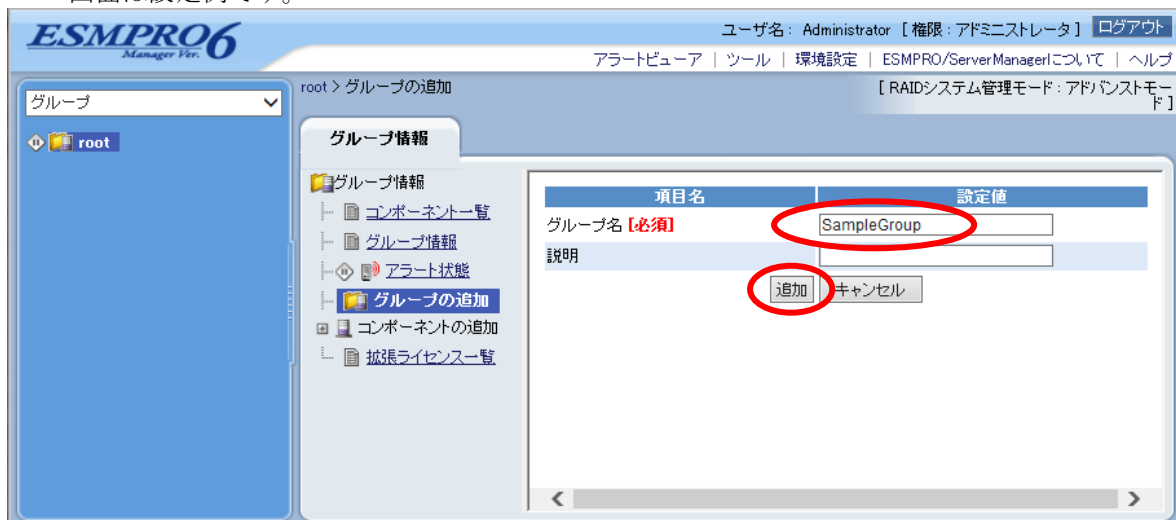 ESMPRO6
Manager Ver.
ユーザ名： Administrator [ 権限：アドミニストレータ ] ログアウト
アラートビューア | ツール | 環境設定 | ESMPRO/ServerManagerについて | ヘルプ
グループ
root
root > グループの追加
[ RAIDシステム管理モード：アドバンストモード ]
グループ情報
グループ情報
コンポーネント一覧
グループ情報
アラート状態
グループの追加
コンポーネントの追加
拡張ライセンス一覧
項目名 設定値
グループ名 [必須] SampleGroup
説明
追加 キャンセル